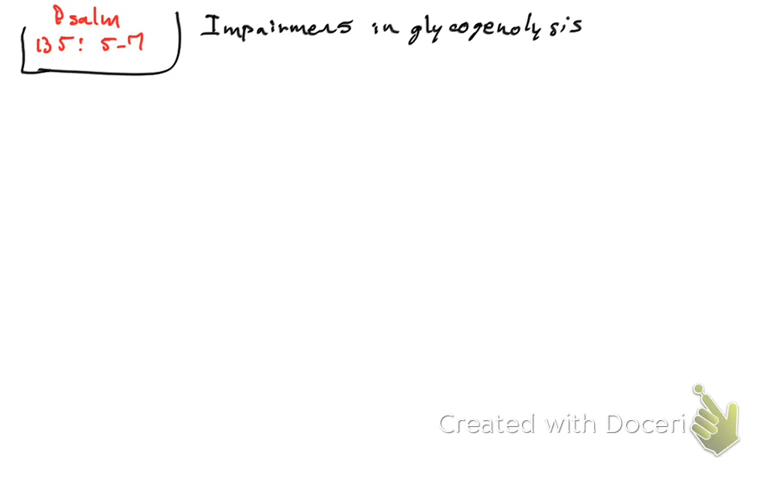 Psalm
135: 5-7
Impairmers in glycogenolysis
Created with Doceri